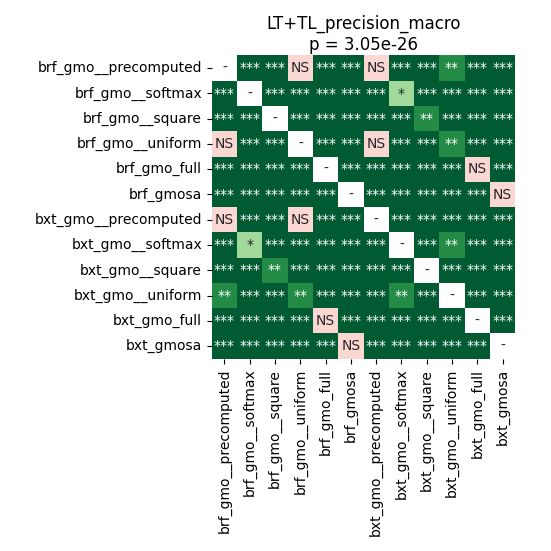 LT+TL_precision_macro
p = 3.05e-26
brf_gmo__precomputed - *** *** NS *** *** NS *** *** ** *** ***
brf_gmo__softmax *** - *** *** *** *** *** * *** *** *** ***
brf_gmo__square *** *** - *** *** *** *** *** ** *** *** ***
brf_gmo__uniform NS *** *** - *** *** NS *** *** ** *** ***
brf_gmo_full *** *** *** *** - *** *** *** *** *** NS ***
brf_gmosa *** *** *** *** *** - *** *** *** *** *** NS
bxt_gmo__precomputed NS *** *** NS *** *** - *** *** *** *** ***
bxt_gmo__softmax *** * *** *** *** *** *** - *** ** *** ***
bxt_gmo__square *** *** ** *** *** *** *** *** - *** *** ***
bxt_gmo__uniform ** *** *** ** *** *** *** ** *** - *** ***
bxt_gmo_full *** *** *** *** NS *** *** *** *** *** - ***
bxt_gmosa *** *** *** *** *** NS *** *** *** *** *** -
brf_gmo__precomputed
brf_gmo__softmax
brf_gmo__square
brf_gmo__uniform
brf_gmo_full
brf_gmosa
bxt_gmo__precomputed
bxt_gmo__softmax
bxt_gmo__square
bxt_gmo__uniform
bxt_gmo_full
bxt_gmosa